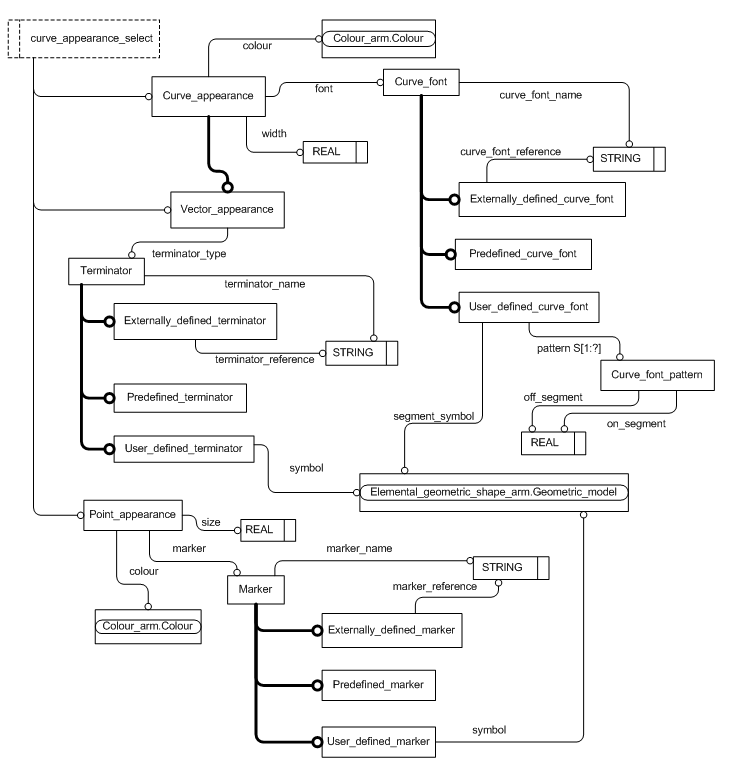 curve_appearance_select
Colour_arm.Colour
colour
Curve_appearance
font
Curve_font
curve_font_name
width
REAL
curve_font_reference
STRING
Externally_defined_curve_font
Vector_appearance
terminator_type
Predefined_curve_font
Terminator
terminator_name
User_defined_curve_font
Externally_defined_terminator
terminator_reference
STRING
pattern S[1:?]
Curve_font_pattern
Predefined_terminator
off_segment
on_segment
segment_symbol
REAL
User_defined_terminator
symbol
Elemental_geometric_shape_arm.Geometric_model
Point_appearance
size
REAL
marker
marker_name
STRING
colour
Marker
marker_reference
Colour_arm.Colour
Externally_defined_marker
Predefined_marker
User_defined_marker
symbol